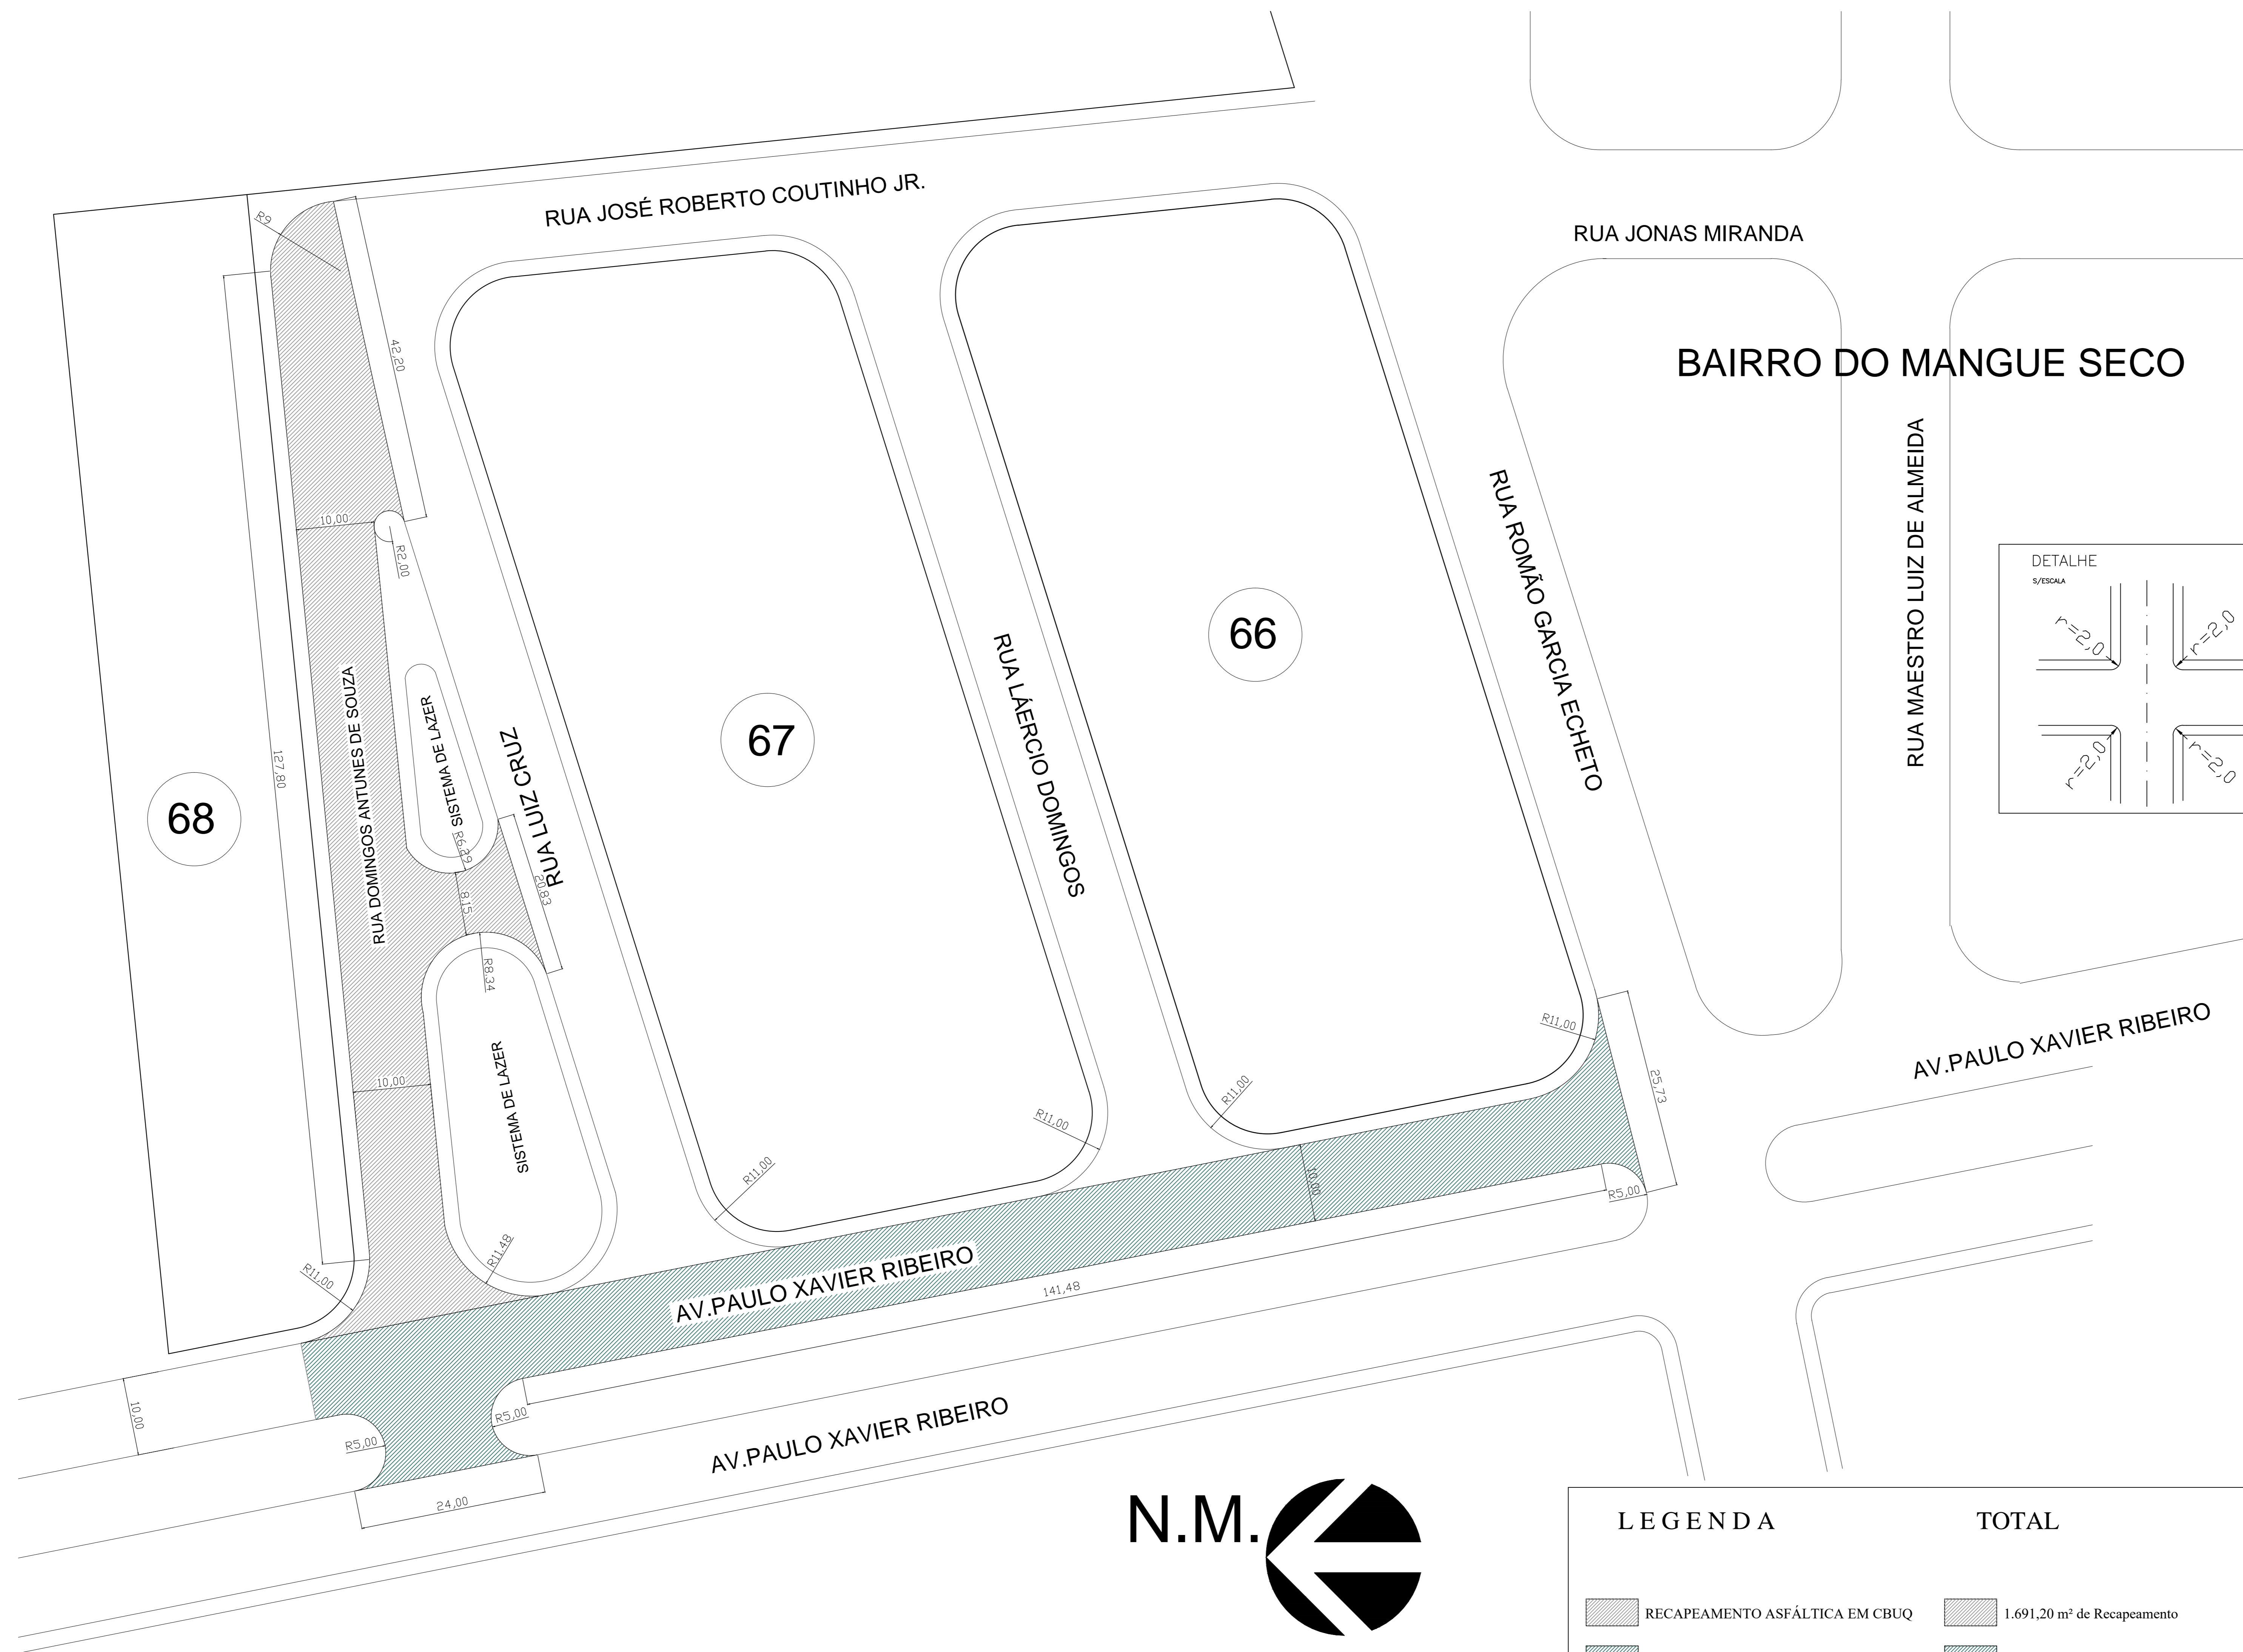 RUA JOSÉ ROBERTO COUTINHO JR.
R9
42,20
RUA JONAS MIRANDA
BAIRRO DO MANGUE SECO
RUA MAESTRO LUIZ DE ALMEIDA
10,00
R2,00
DETALHE
S/ESCALA
r=2,0
r=2,0
r=2,0
r=2,0
RUA ROMÃO GARCIA ECHETO
66
RUA LÁERCIO DOMINGOS
67
RUA LUIZ CRUZ
SISTEMA DE LAZER
RUA DOMINGOS ANTUNES DE SOUZA
127,80
68
R6.29
8,15
20,83
R8.34
SISTEMA DE LAZER
10,00
R11,00
25,73
AV.PAULO XAVIER RIBEIRO
R11,00
R11,00
R11,00
10,00
R5,00
R11,48
R11,00
AV.PAULO XAVIER RIBEIRO
141,48
10,00
R5,00
R5,00
AV.PAULO XAVIER RIBEIRO
24,00
N.M.
LEGENDA
TOTAL
RECAPEAMENTO ASFÁLTICA EM CBUQ
1.691,20 m² de Recapeamento